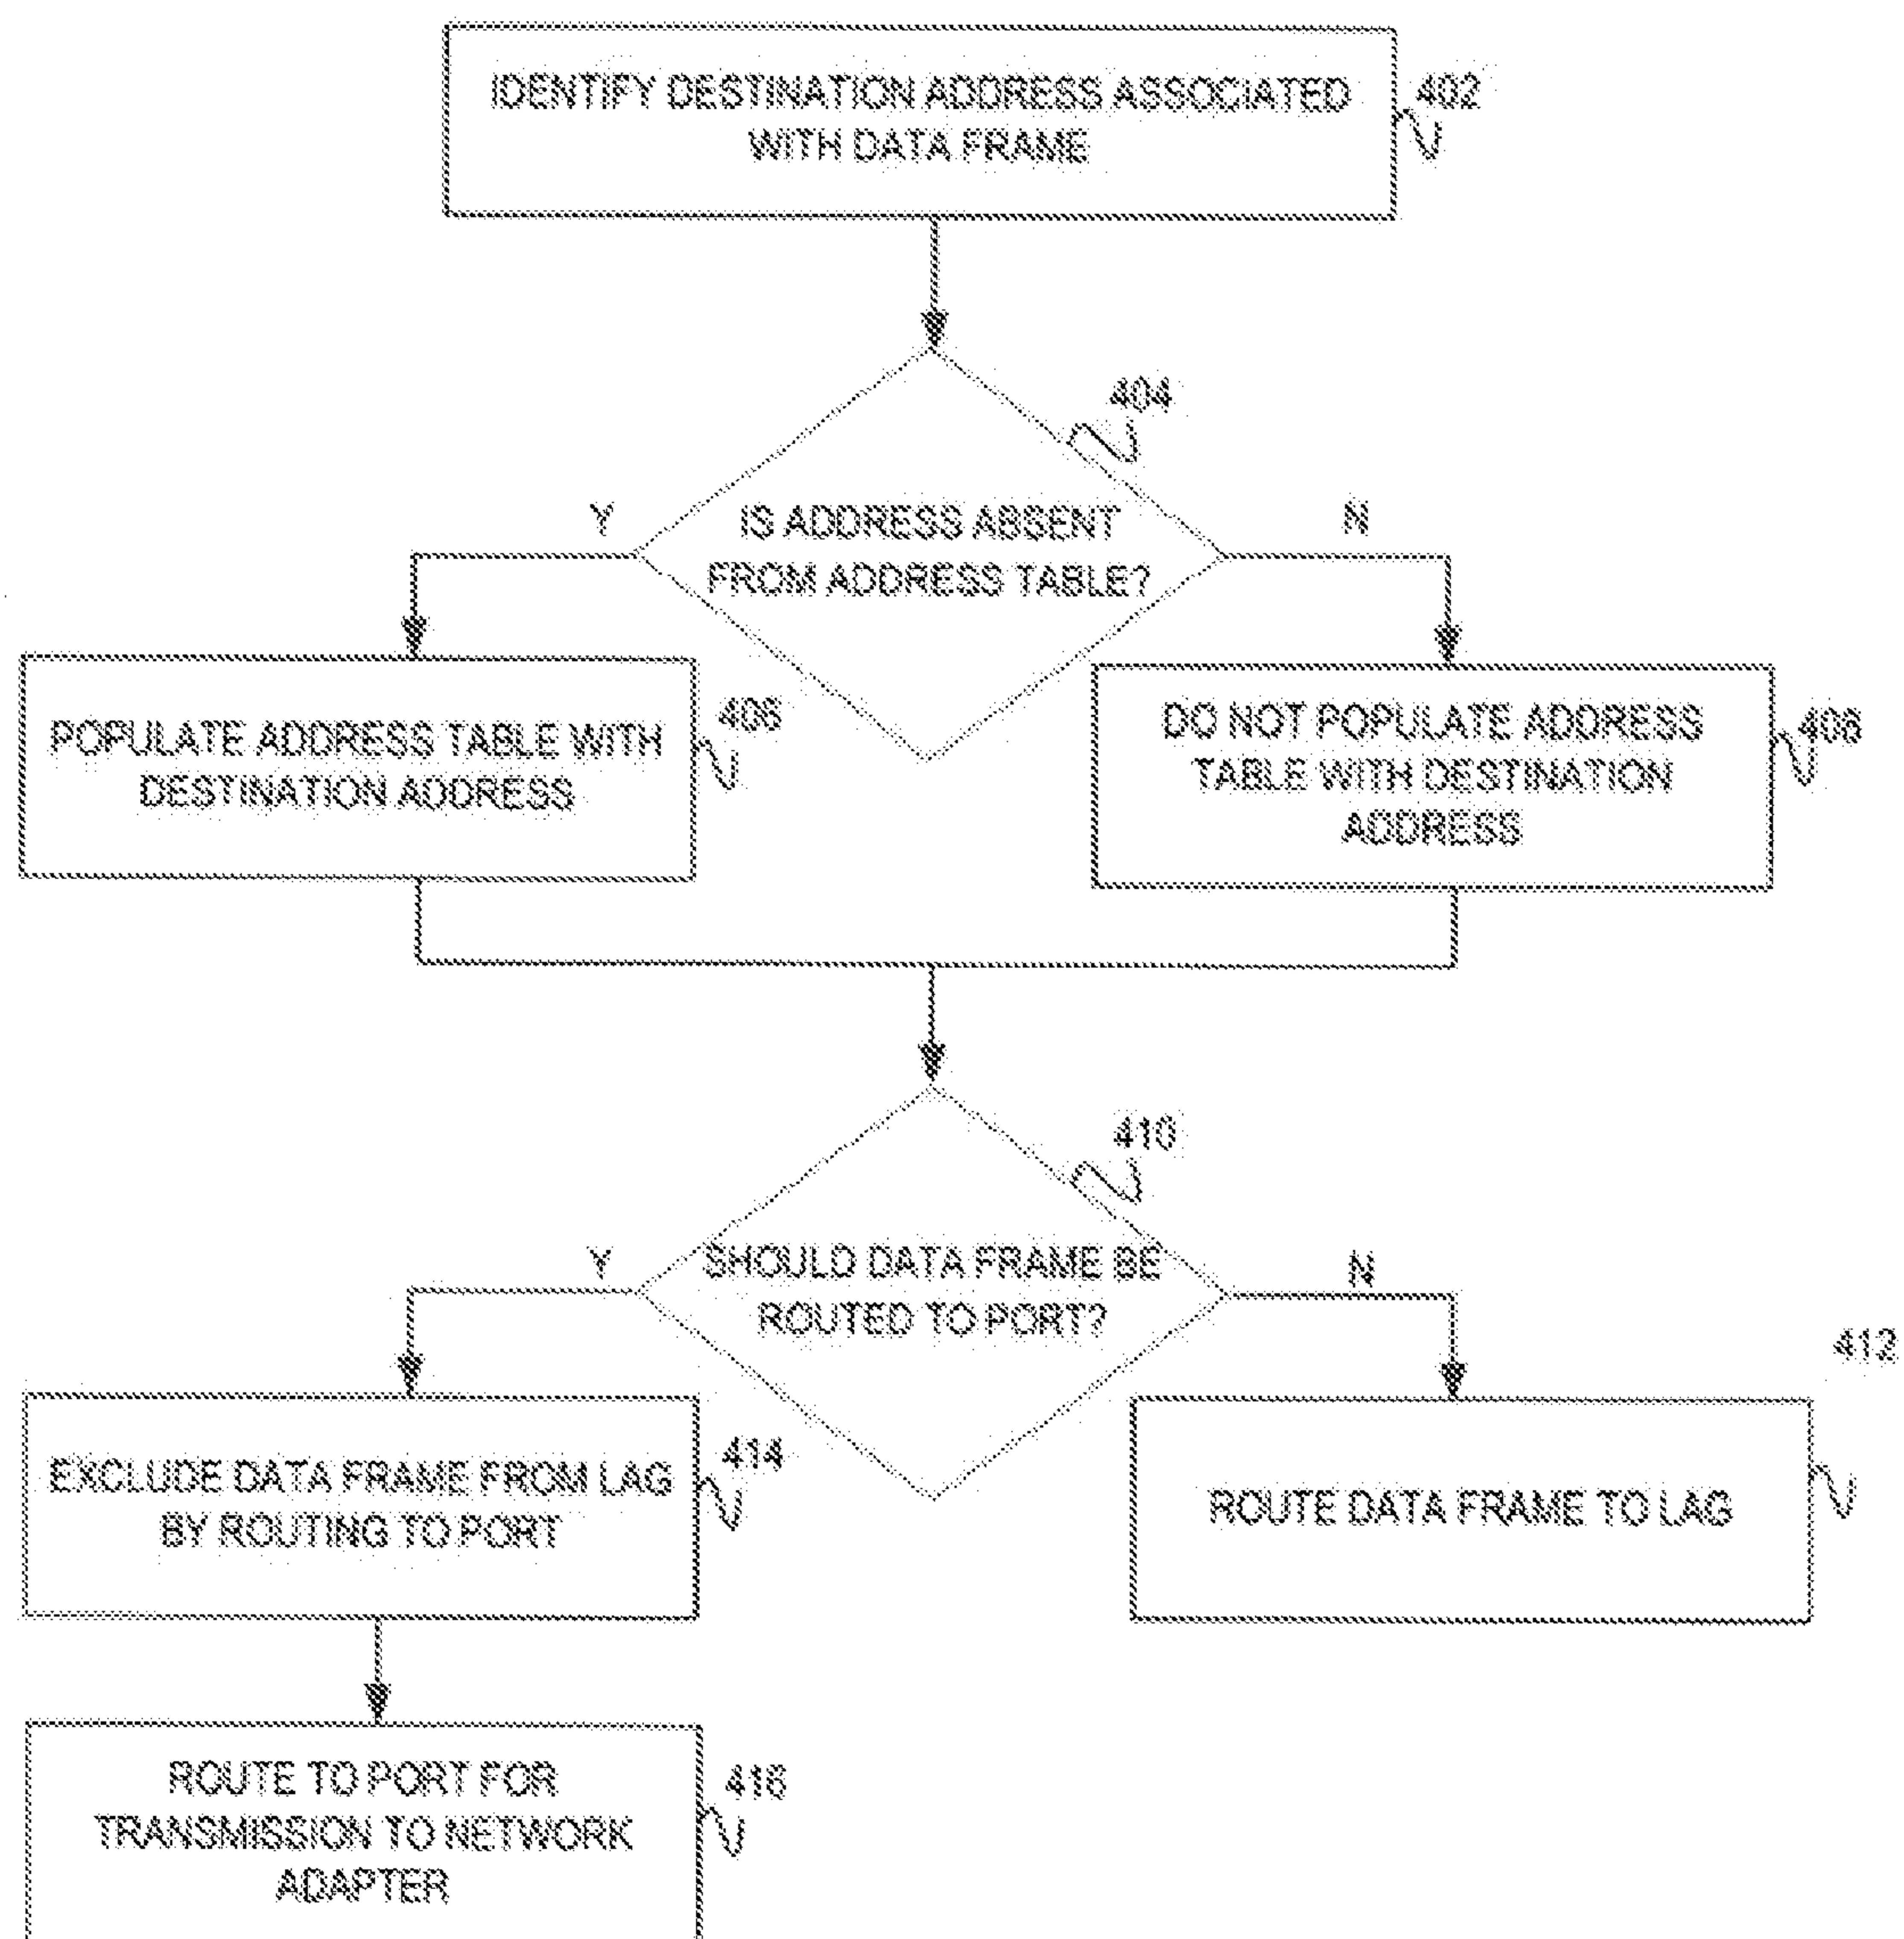 IDENTIFY DESTINATION ADDRESS ASSOCIATED
WITH DATA FRAME
402
404
IS ADDRESS ABSENT
FROM ADDRESS TABLE?
Y
N
POPULATE ADDRESS TABLE WITH
DESTINATION ADDRESS
406
DO NOT POPULATE ADDRESS
TABLE WITH DESTINATION
ADDRESS
408
410
SHOULD DATA FRAME BE
ROUTED TO PORT?
Y
N
EXCLUDE DATA FRAME FROM LAG
BY ROUTING TO PORT
414
412
ROUTE DATA FRAME TO LAG
ROUTE TO PORT FOR
TRANSMISSION TO NETWORK
ADAPTER
416